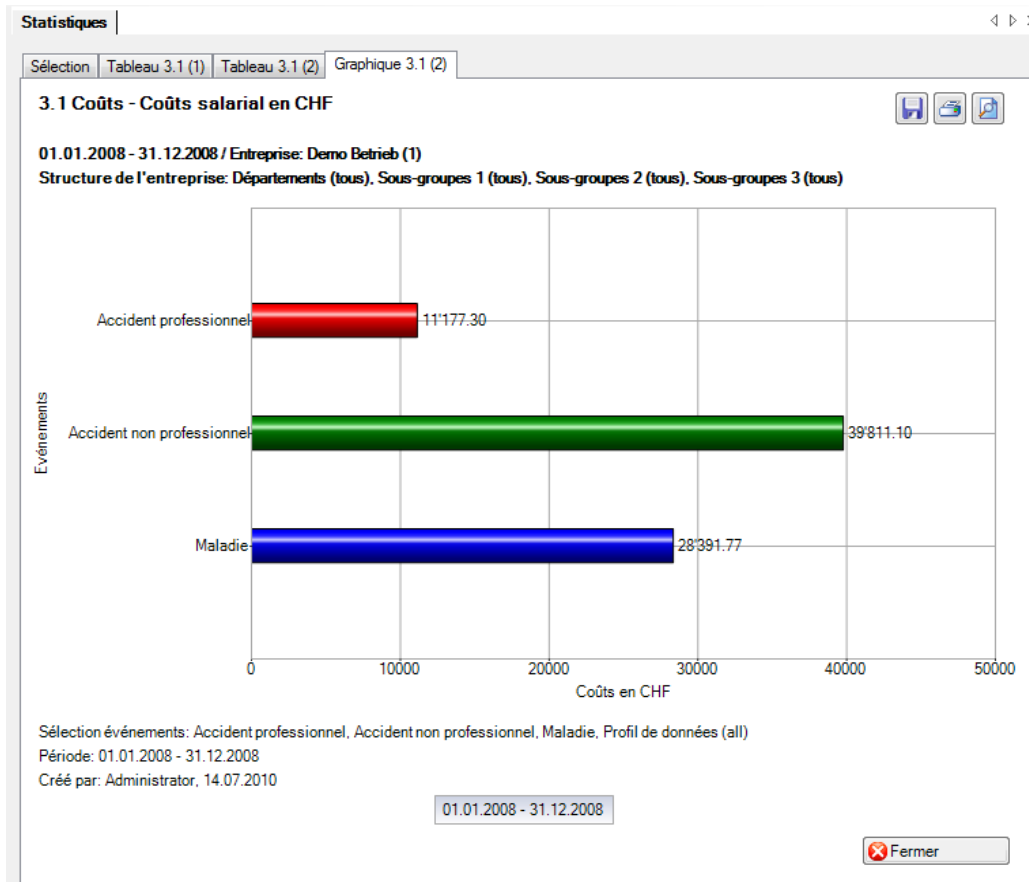 Statistiques
Sélection Tableau 3.1 (1) Tableau 3.1 (2) Graphique 3.1 (2)
3.1 Coûts - Coûts salarial en CHF
01.01.2008 - 31.12.2008 / Entreprise: Demo Betrieb (1)
Structure de l'entreprise: Départements (tous), Sous-groupes 1 (tous), Sous-groupes 2 (tous), Sous-groupes 3 (tous)
Accident professionnel 11'177.30
Evénements
Accident non professionnel 39'811.10
Maladie 28'391.77
0 10000 20000 30000 40000 50000
Coûts en CHF
Sélection événements: Accident professionnel, Accident non professionnel, Maladie, Profil de données (all)
Période: 01.01.2008 - 31.12.2008
Créé par: Administrator, 14.07.2010
01.01.2008 - 31.12.2008
Fermer